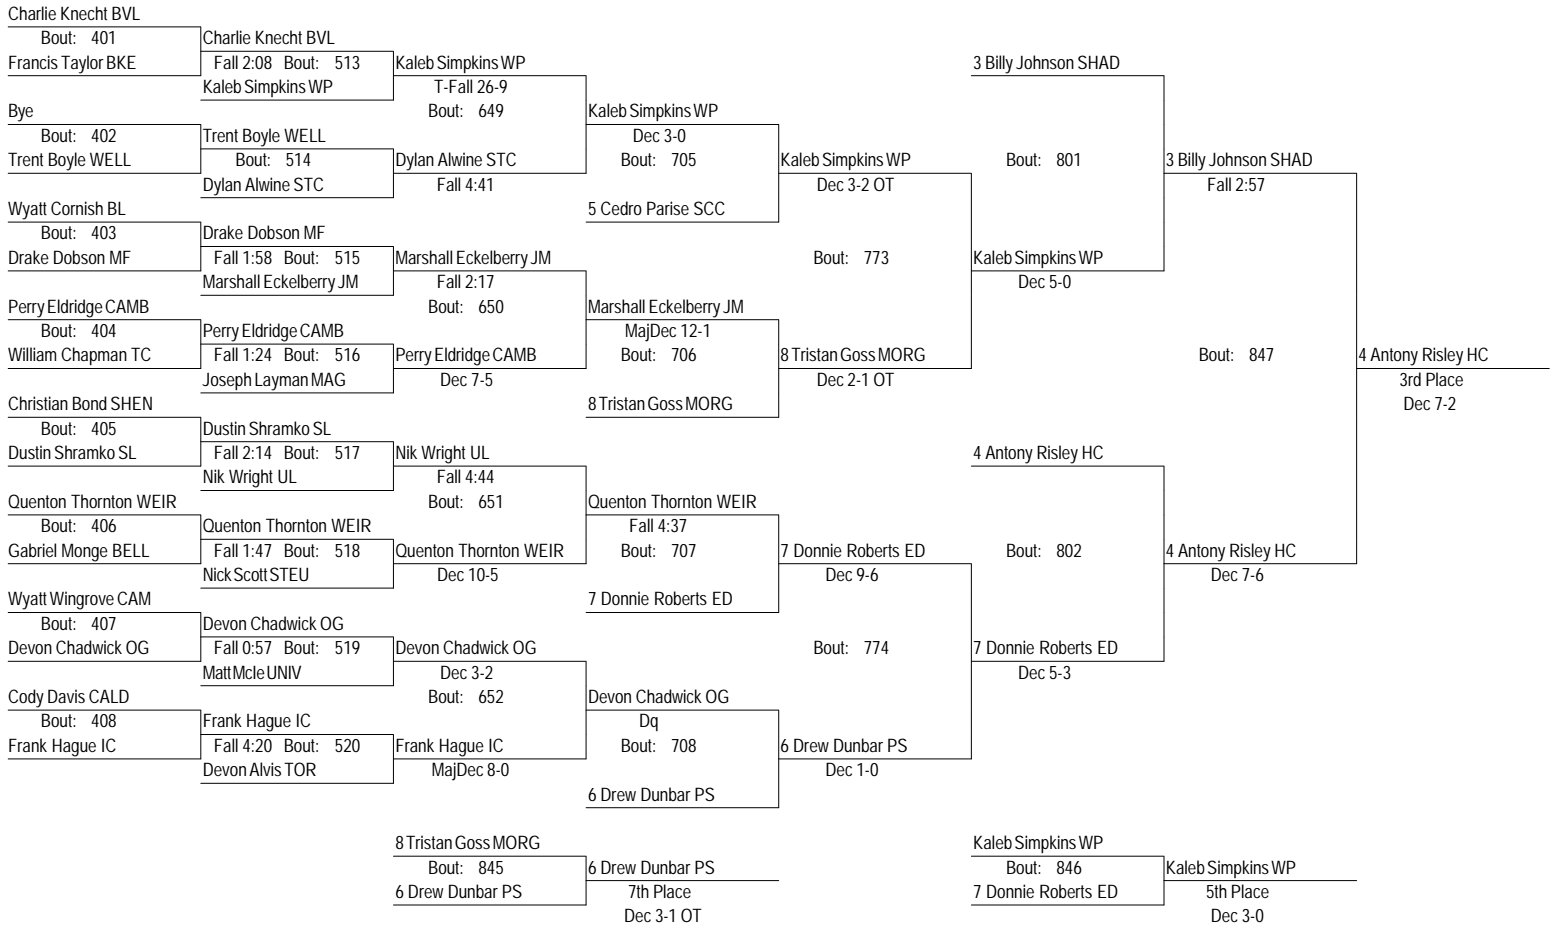 Charlie Knecht BVL
Bout: 401
Charlie Knecht BVL
Francis Taylor BKE
Fall 2:08 Bout: 513
Kaleb Simpkins WP
3 Billy Johnson SHAD
Kaleb Simpkins WP
T-Fall 26-9
Bye
Bout: 649
Kaleb Simpkins WP
Bout: 402
Trent Boyle WELL
Dec 3-0
Trent Boyle WELL
Bout: 514
Dylan Alwine STC
Bout: 705
Kaleb Simpkins WP
Bout: 801
3 Billy Johnson SHAD
Dylan Alwine STC
Fall 4:41
Dec 3-2 OT
Fall 2:57
Wyatt Cornish BL
5 Cedro Parise SCC
Bout: 403
Drake Dobson MF
Drake Dobson MF
Fall 1:58 Bout: 515
Marshall Eckelberry JM
Bout: 773
Kaleb Simpkins WP
Marshall Eckelberry JM
Fall 2:17
Dec 5-0
Perry Eldridge CAMB
Bout: 650
Marshall Eckelberry JM
Bout: 404
Perry Eldridge CAMB
MajDec 12-1
William Chapman TC
Fall 1:24 Bout: 516
Perry Eldridge CAMB
Bout: 706
8 Tristan Goss MORG
Bout: 847
4 Antony Risley HC
Joseph Layman MAG
Dec 7-5
Dec 2-1 OT
3rd Place
Christian Bond SHEN
8 Tristan Goss MORG
Dec 7-2
Bout: 405
Dustin Shramko SL
Dustin Shramko SL
Fall 2:14 Bout: 517
Nik Wright UL
4 Antony Risley HC
Nik Wright UL
Fall 4:44
Quenton Thornton WEIR
Bout: 651
Quenton Thornton WEIR
Bout: 406
Quenton Thornton WEIR
Fall 4:37
Gabriel Monge BELL
Fall 1:47 Bout: 518
Quenton Thornton WEIR
Bout: 707
7 Donnie Roberts ED
Bout: 802
4 Antony Risley HC
Nick Scott STEU
Dec 10-5
Dec 9-6
Dec 7-6
Wyatt Wingrove CAM
7 Donnie Roberts ED
Bout: 407
Devon Chadwick OG
Devon Chadwick OG
Fall 0:57 Bout: 519
Devon Chadwick OG
Bout: 774
7 Donnie Roberts ED
Matt Mcle UNIV
Dec 3-2
Dec 5-3
Cody Davis CALD
Bout: 652
Devon Chadwick OG
Bout: 408
Frank Hague IC
Dq
Frank Hague IC
Fall 4:20 Bout: 520
Frank Hague IC
Bout: 708
6 Drew Dunbar PS
Devon Alvis TOR
MajDec 8-0
Dec 1-0
6 Drew Dunbar PS
8 Tristan Goss MORG
Bout: 845
6 Drew Dunbar PS
6 Drew Dunbar PS
7th Place
Dec 3-1 OT
Kaleb Simpkins WP
Bout: 846
Kaleb Simpkins WP
7 Donnie Roberts ED
5th Place
Dec 3-0